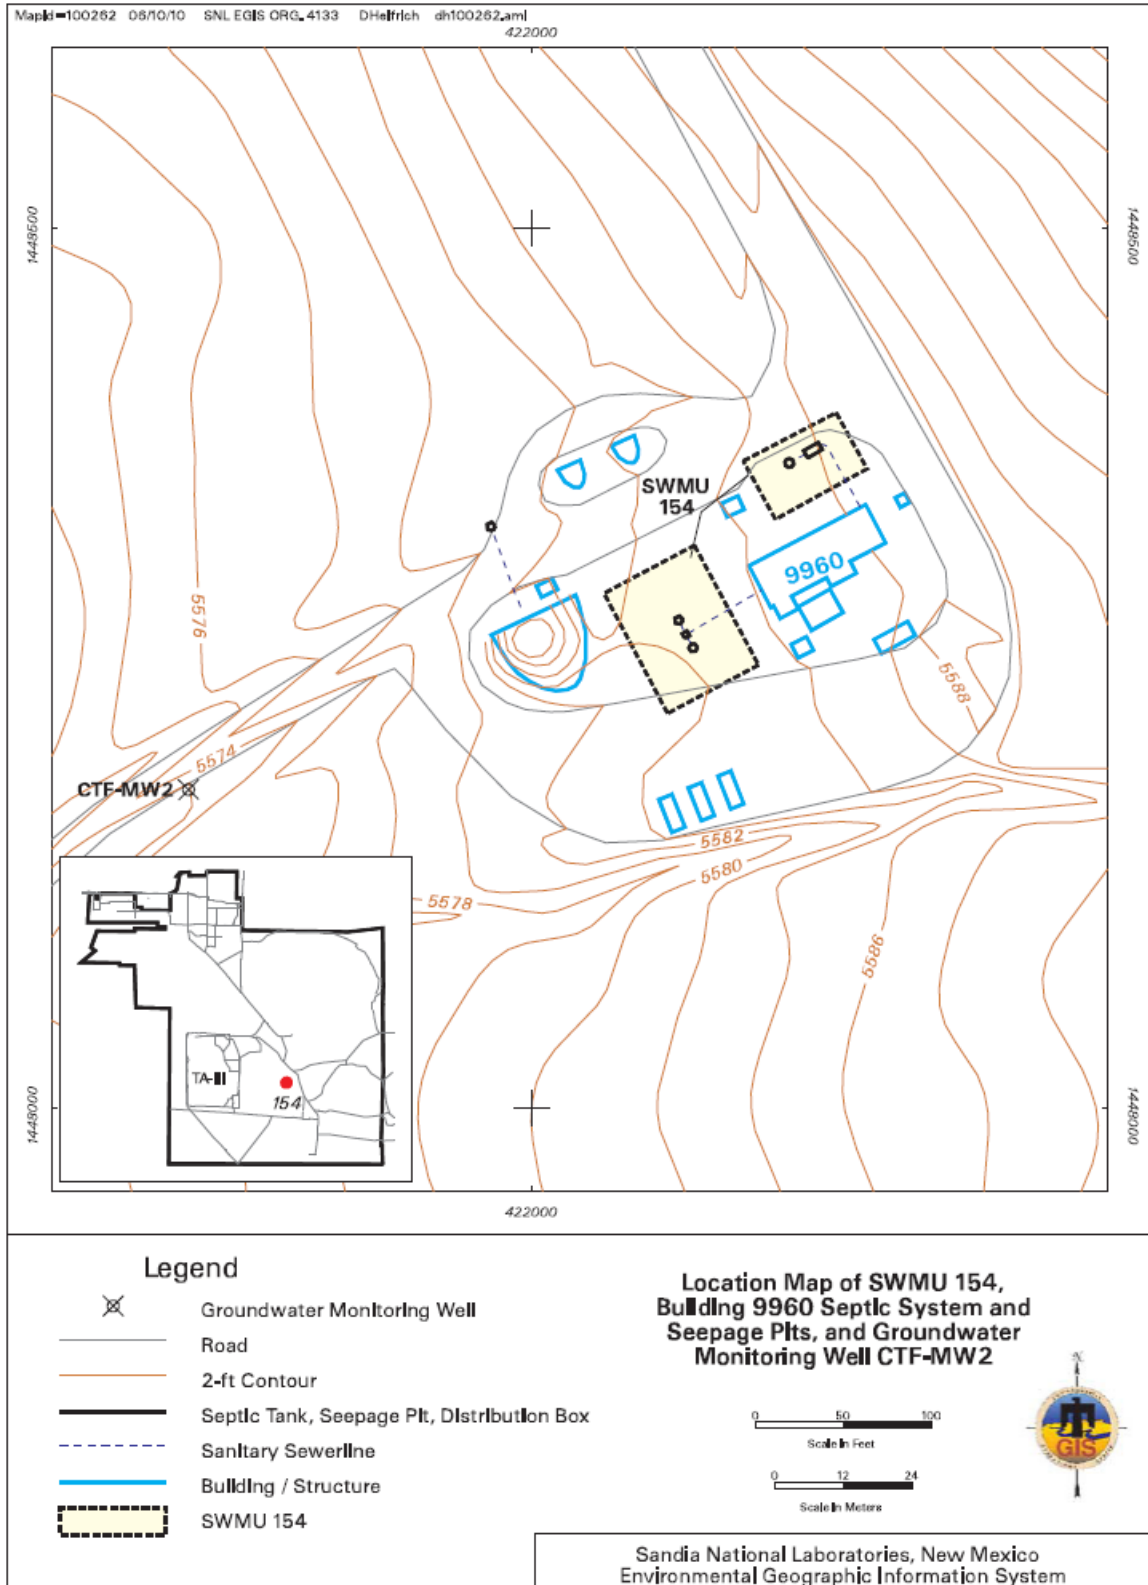 MapId=100262 06/10/10 SNL EGIS ORG. 4133 DHelfrich dh100262.aml
422000
1448500
1448500
SWMU
154
9960
5576
5588
5574
CTF-MW2
5582
5580
5578
5586
TA-III
154
1448000
1448000
422000
Legend
Groundwater Monitoring Well
Road
2-ft Contour
Septic Tank, Seepage Pit, Distribution Box
Sanitary Sewerline
Building / Structure
SWMU 154
Location Map of SWMU 154,
Building 9960 Septic System and
Seepage Pits, and Groundwater
Monitoring Well CTF-MW2
0 50 100
Scale in Feet
0 12 24
Scale in Meters
GIS
Sandia National Laboratories, New Mexico
Environmental Geographic Information System